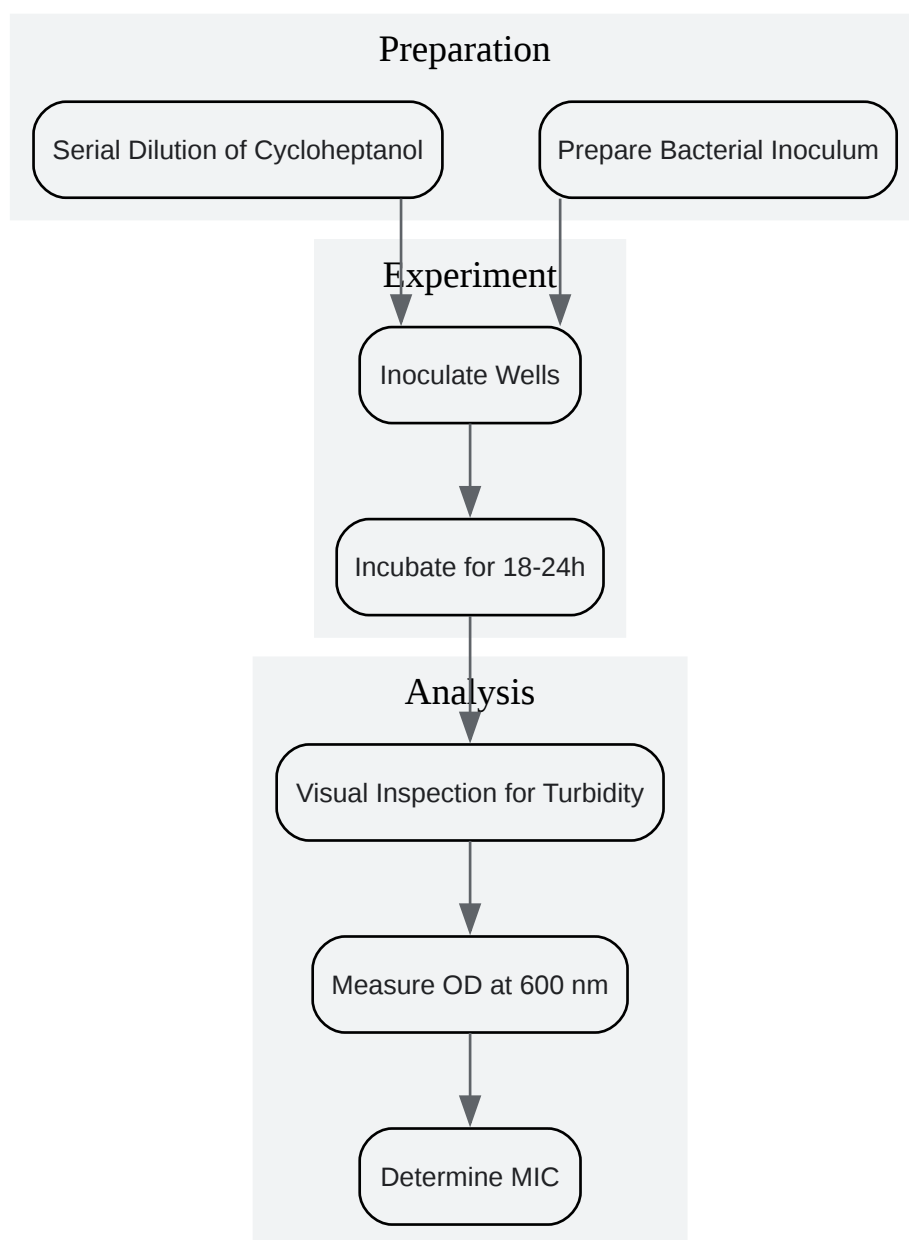 Preparation
Serial Dilution of Cycloheptanol
Prepare Bacterial Inoculum
Experiment
Inoculate Wells
Incubate for 18-24h
Analysis
Visual Inspection for Turbidity
Measure OD at 600 nm
Determine MIC